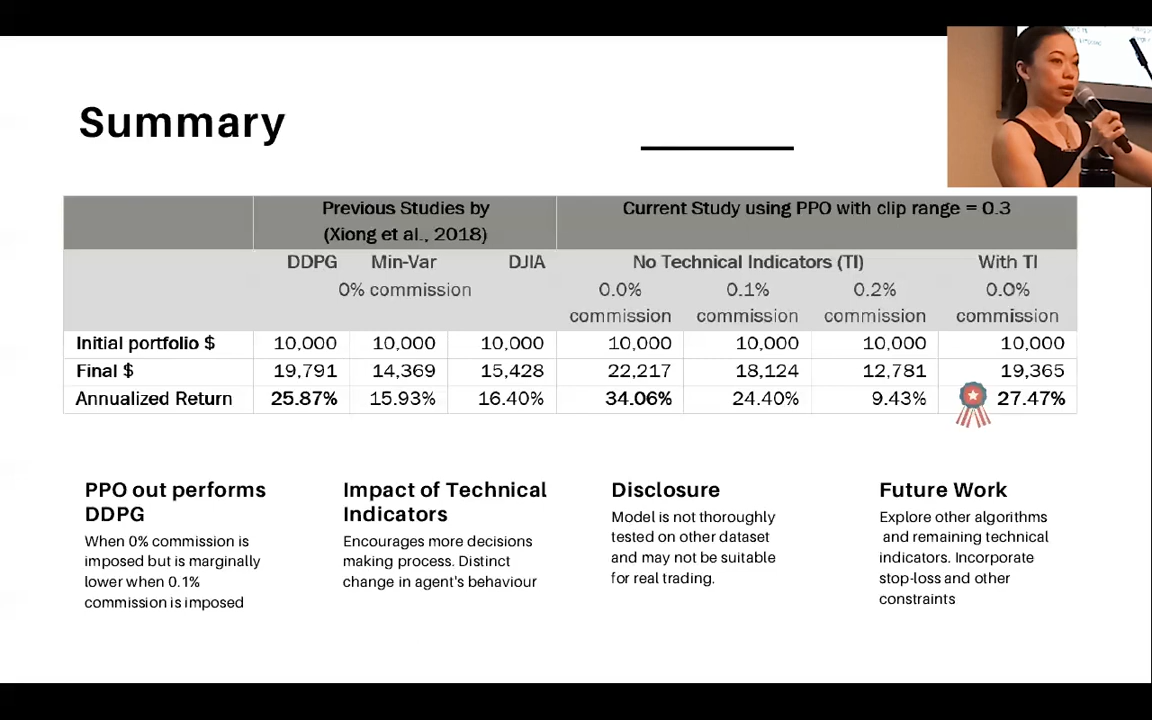 Summary
Previous Studies by
(Xiong et al., 2018)
Current Study using PPO with clip range = 0.3
DDPG Min-Var DJIA No Technical Indicators (TI) With TI
0% commission 0.0% 0.1% 0.2% 0.0%
commission commission commission commission
Initial portfolio $ 10,000 10,000 10,000 10,000 10,000 10,000 10,000
Final $ 19,791 14,369 15,428 22,217 18,124 12,781 19,365
Annualized Return 25.87% 15.93% 16.40% 34.06% 24.40% 9.43% 27.47%
PPO out performs
DDPG
When 0% commission is
imposed but is marginally
lower when 0.1%
commission is imposed
Impact of Technical
Indicators
Encourages more decisions
making process. Distinct
change in agent's behaviour
Disclosure
Model is not thoroughly
tested on other dataset
and may not be suitable
for real trading.
Future Work
Explore other algorithms
and remaining technical
indicators. Incorporate
stop-loss and other
constraints